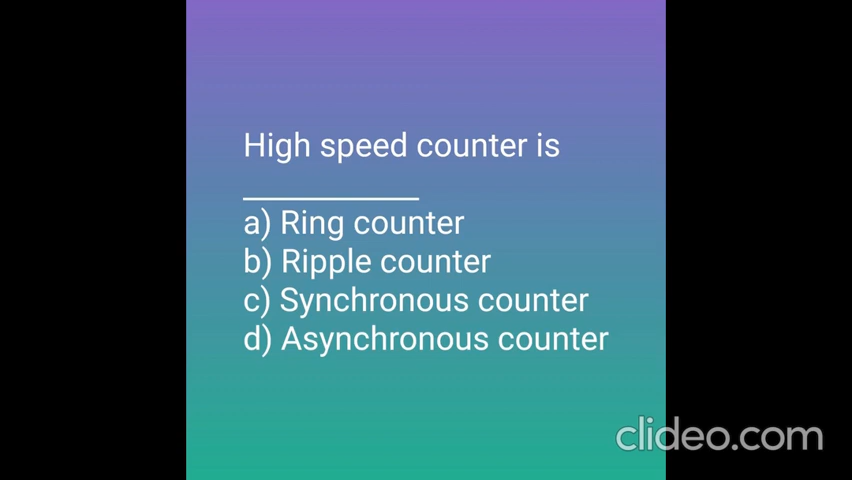 High speed counter is
___________
a) Ring counter
b) Ripple counter
c) Synchronous counter
d) Asynchronous counter
clideo.com